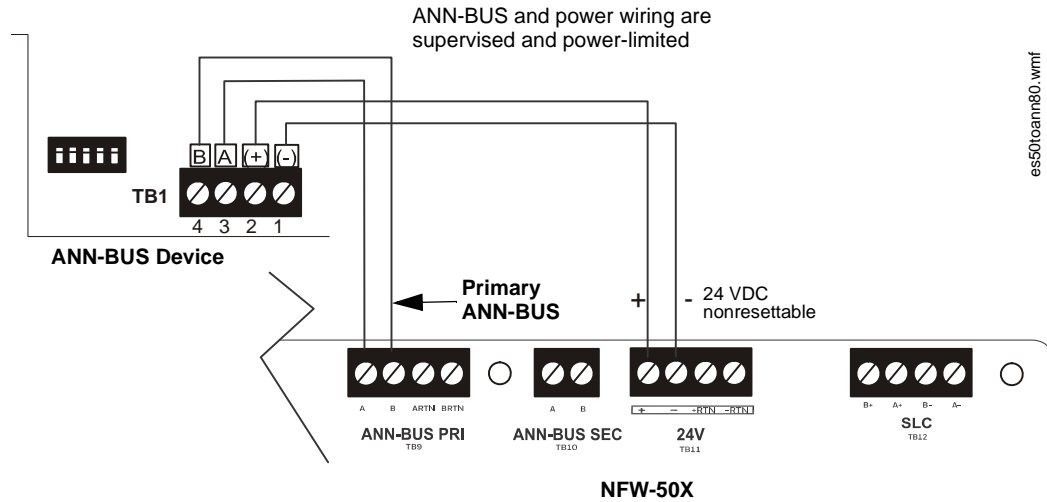 ANN-BUS and power wiring are
supervised and power-limited
es50toann80.wmf
B A (+) (-)
TB1
4 3 2 1
ANN-BUS Device
Primary
ANN-BUS
+ - 24 VDC
nonresettable
A B ARTN BRTN
ANN-BUS PRI
TB9
A B
ANN-BUS SEC
TB10
+ − +RTN −RTN
24V
TB11
B+ A+ B− A−
SLC
TB12
NFW-50X